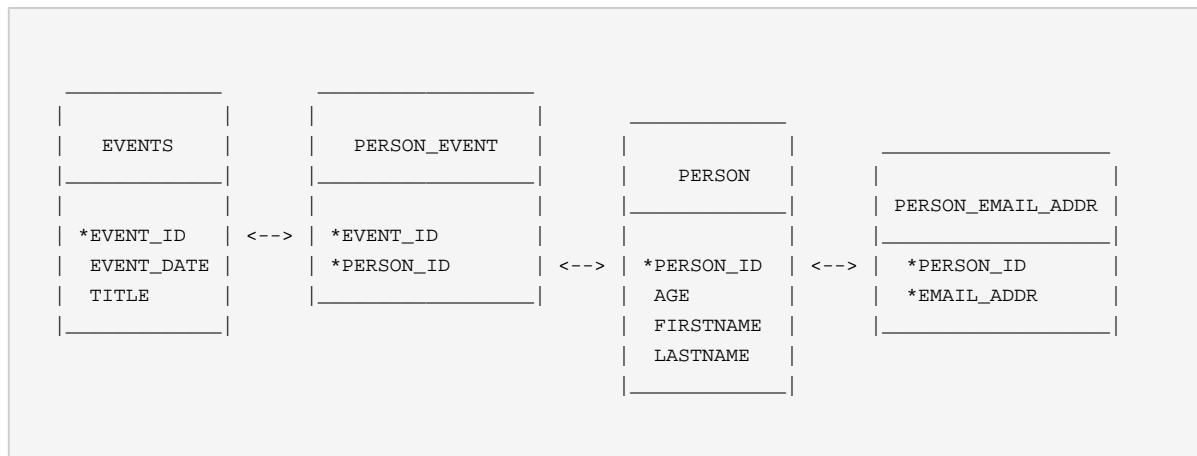 EVENTS
*EVENT_ID
EVENT_DATE
TITLE
<-->
PERSON_EVENT
*EVENT_ID
*PERSON_ID
<-->
PERSON
*PERSON_ID
AGE
FIRSTNAME
LASTNAME
<-->
PERSON_EMAIL_ADDR
*PERSON_ID
*EMAIL_ADDR